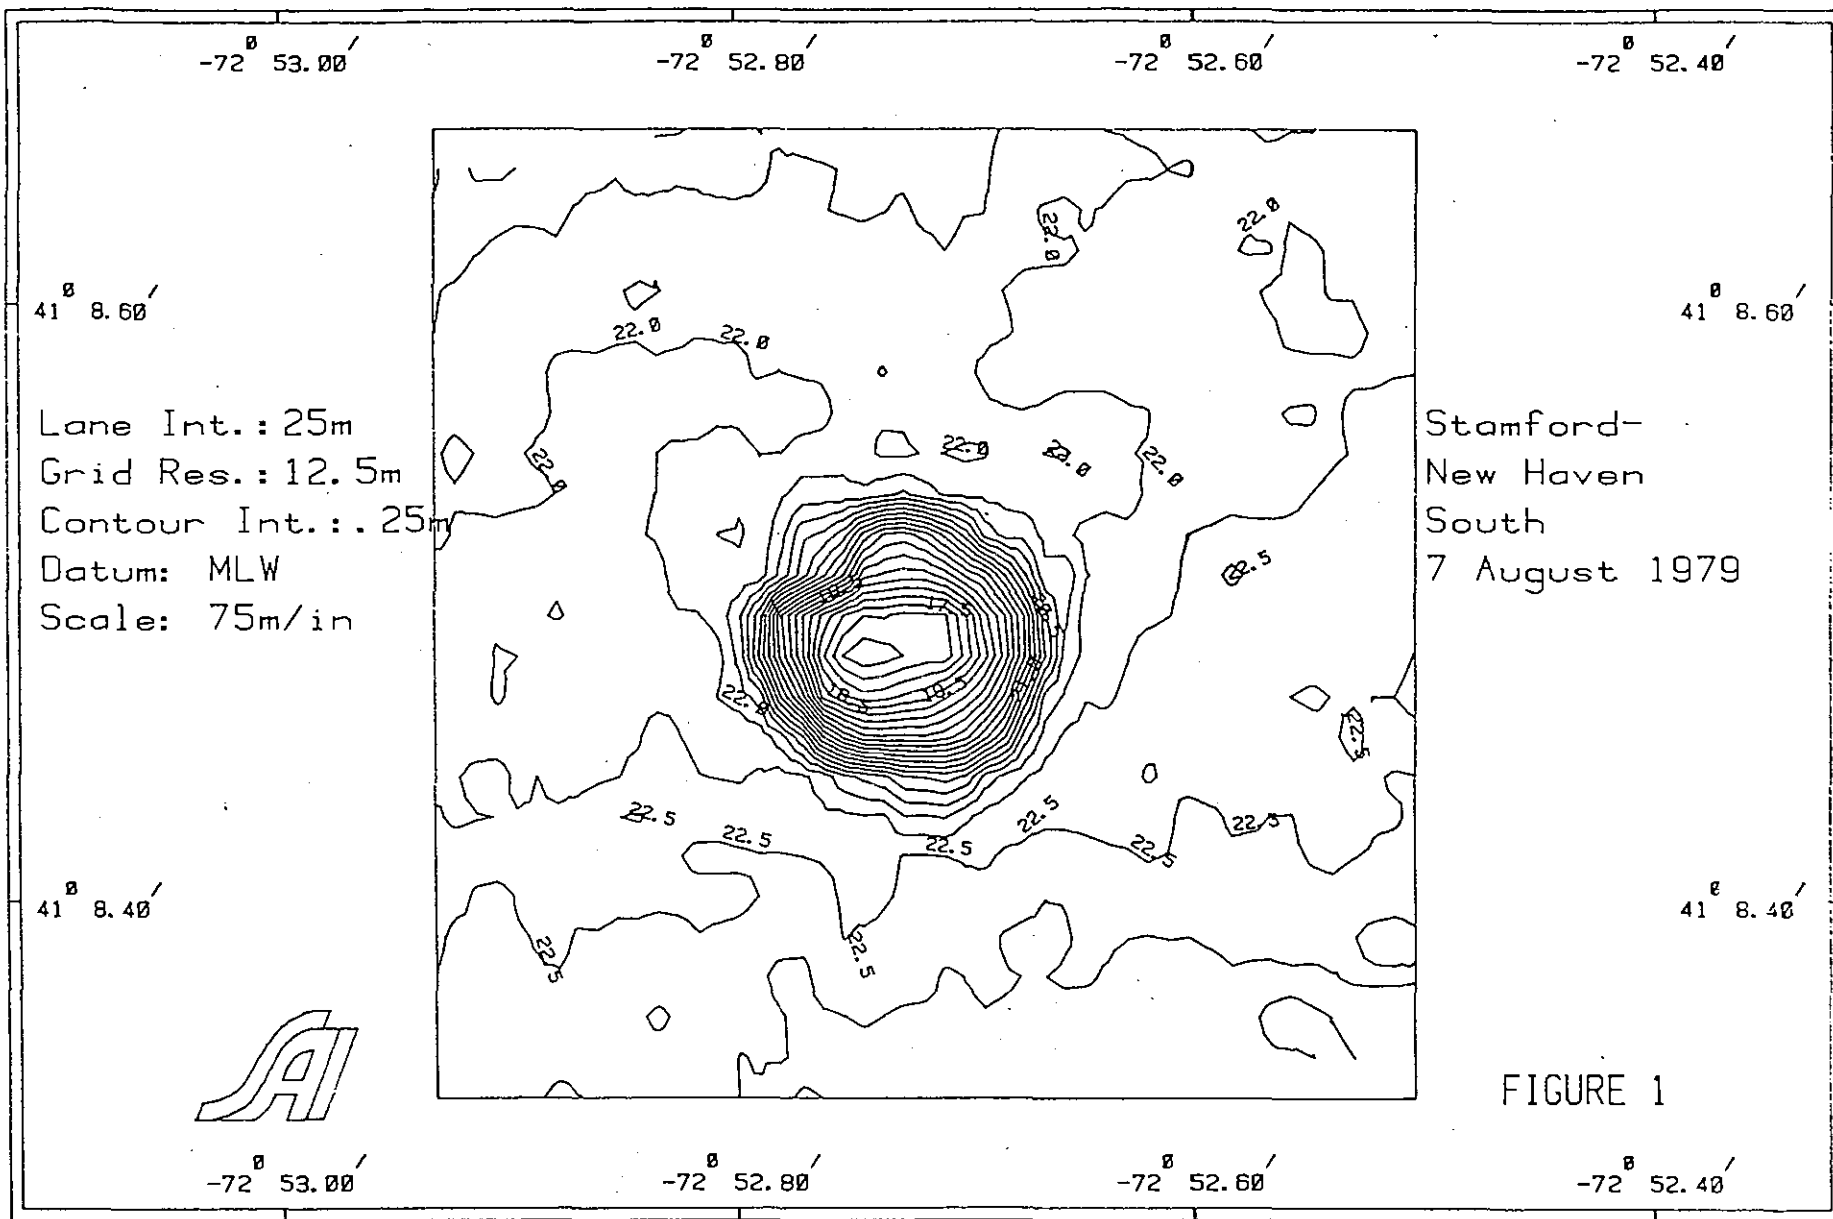 -72° 53.00′ -72° 52.80′ -72° 52.60′ -72° 52.40′
22.0
22.0
41° 8.60′ 41° 8.60′
22.0 22.0
Lane Int.: 25m
Grid Res.: 12.5m
Contour Int.: .25m
Datum: MLW
Scale: 75m/in
Stamford-
New Haven
South
7 August 1979
22.0 22.0 22.0
22.0
22.5
17.5
22.0 18.5
22.5
22.5 22.5 22.5 22.5 22.5 22.5
41° 8.40′ 41° 8.40′
22.5 22.5
SAI
FIGURE 1
-72° 53.00′ -72° 52.80′ -72° 52.60′ -72° 52.40′